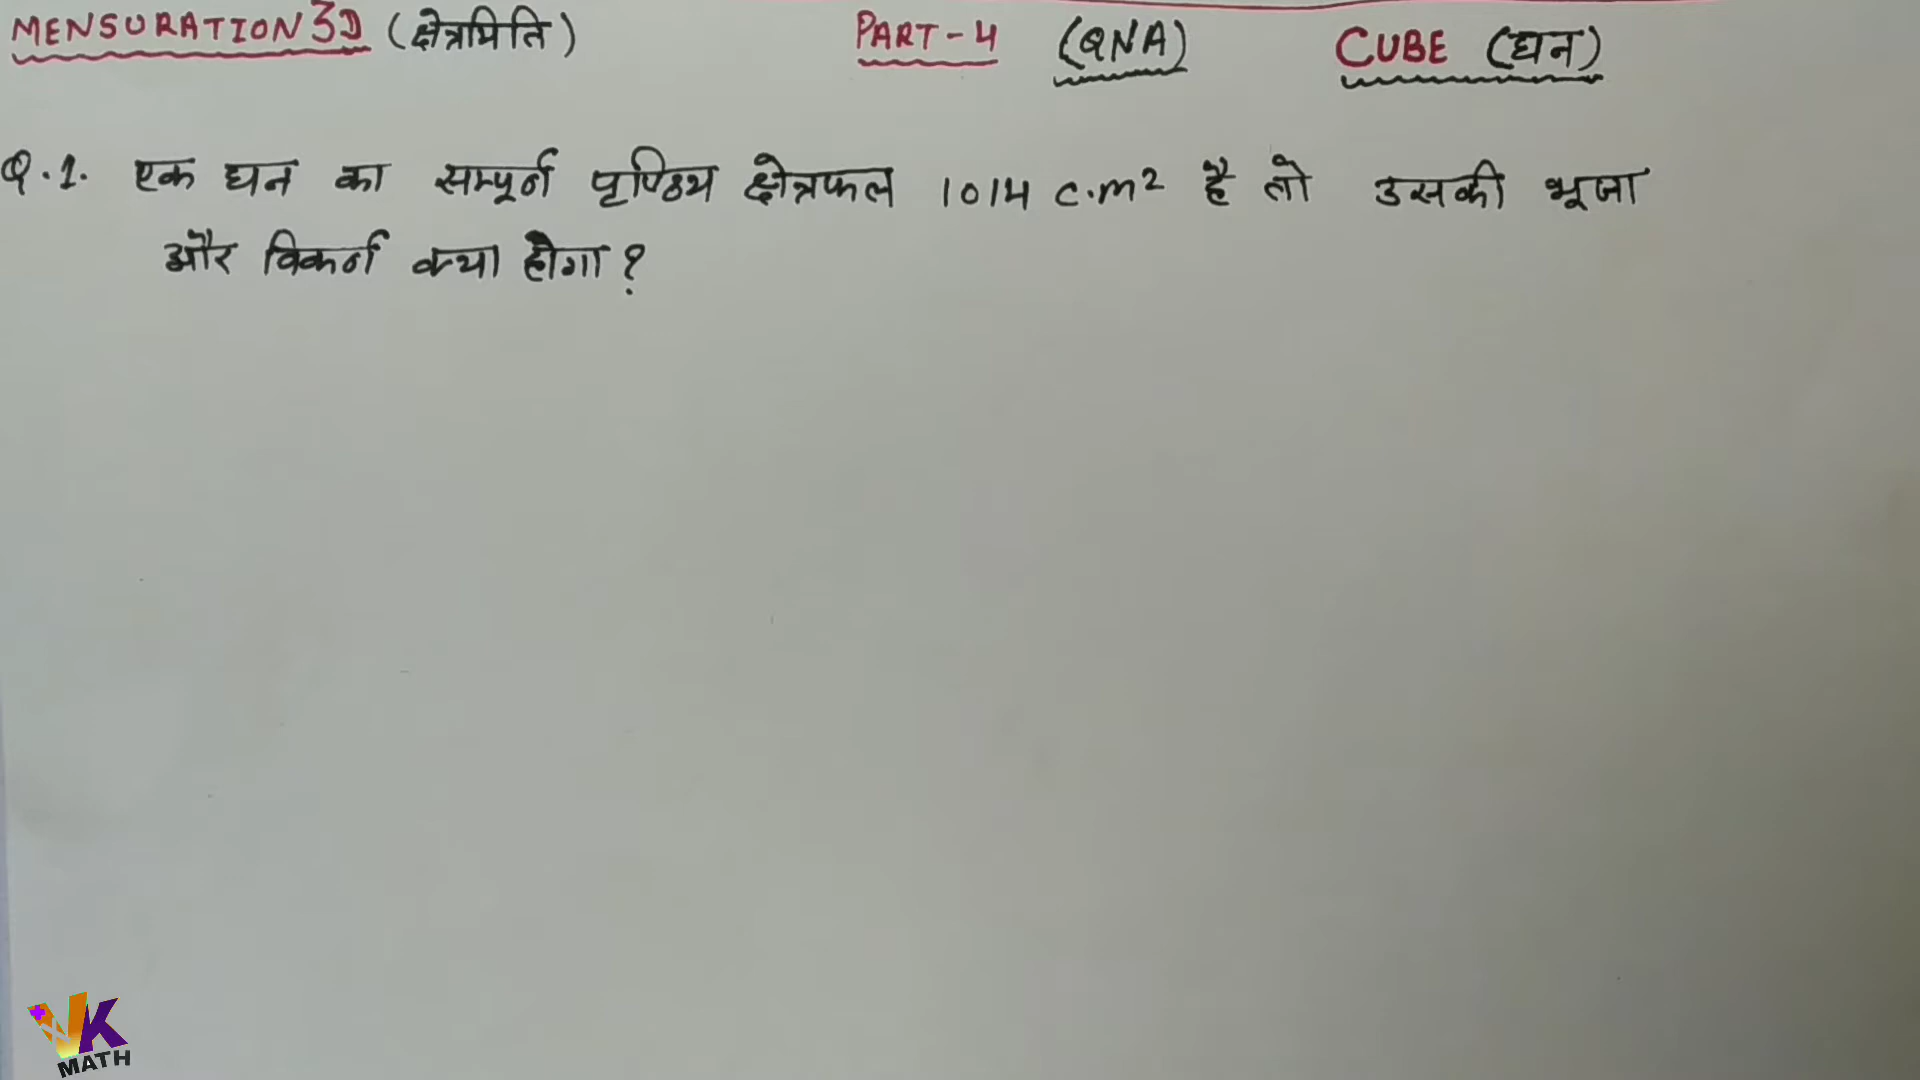 MENSURATION 3D (क्षेत्रमिति) PART-4 (QNA) CUBE (घन)
Q.1. एक घन का सम्पूर्न पृष्ठिय क्षेत्रफल 1014 c.m² है तो उसकी भूजा
और विकर्न क्या होगा?
VK
MATH